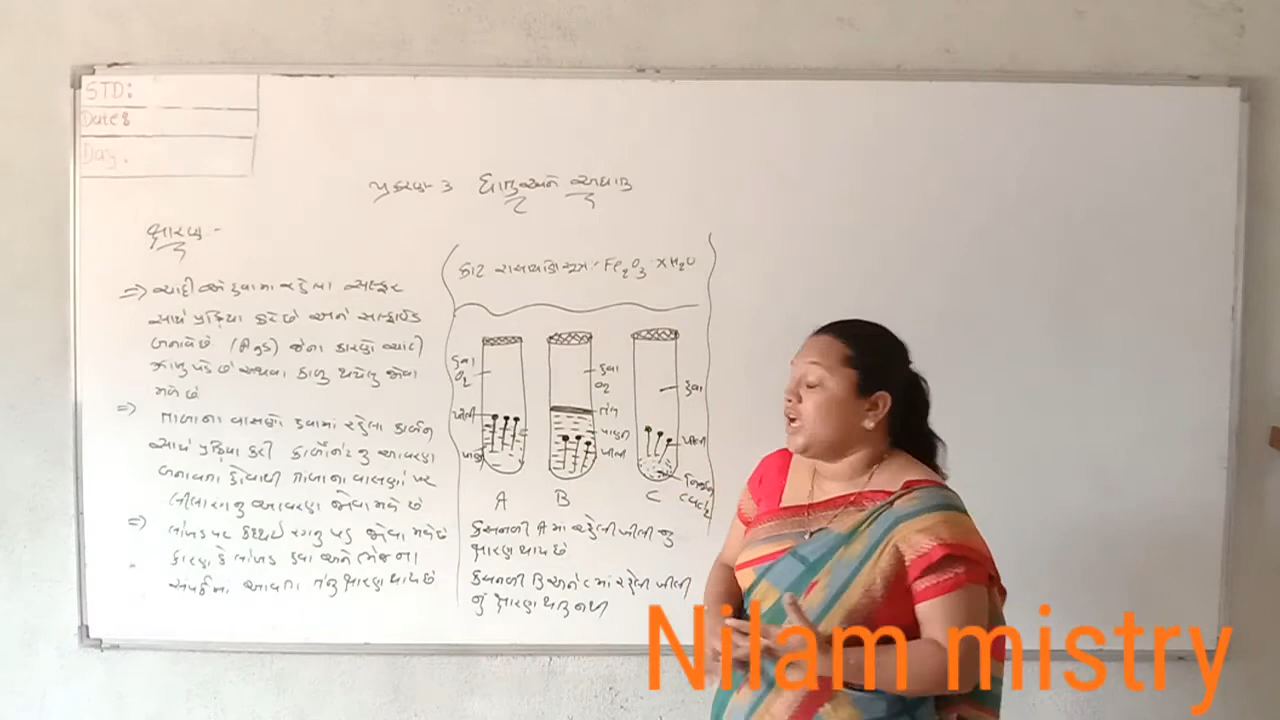 STD:
Date:
Day.
પ્રકરણ-3 ધાતુ અને અધાતુ
ક્ષારણ -
કાટ રાસાયણિક સૂત્ર:- Fe₂O₃ XH₂O
⇒ ચાંદી એ હવામાં રહેલા સલ્ફર
સાથે પ્રક્રિયા કરે છે અને સલ્ફાઈડ
બનાવે છે (Ag₂S) જેના કારણે ચાંદી
કાળુ પડે છે અથવા કાળુ થયેલુ જોવા
મળે છે
⇒ તાંબાના વાસણો હવામાં રહેલા કાર્બન
સાથે પ્રક્રિયા કરી કાર્બોનેટનુ આવરણ
બનાવતા હોવાથી તાંબાના વાસણો પર
લીલા રંગનુ આવરણ જોવા મળે છે
⇒ લોખંડ પર કથ્થઈ રંગનુ પડ જોવા મળે છે
કારણ કે લોખંડ હવા અને ભેજના
સંપર્કમાં આવતા તેનુ ક્ષારણ થાય છે
હવા
O₂
ખીલી
પાણી
A
હવા
O₂
તેલ
પાણી
ખીલી
B
હવા
ખીલી
નિર્જળ
CaCl₂
C
કસનળી A માં રહેલી ખીલી નુ
ક્ષારણ થાય છે
કસનળી B અને C માં રહેલી ખીલી
નું ક્ષારણ થતુ નથી
Nilam mistry